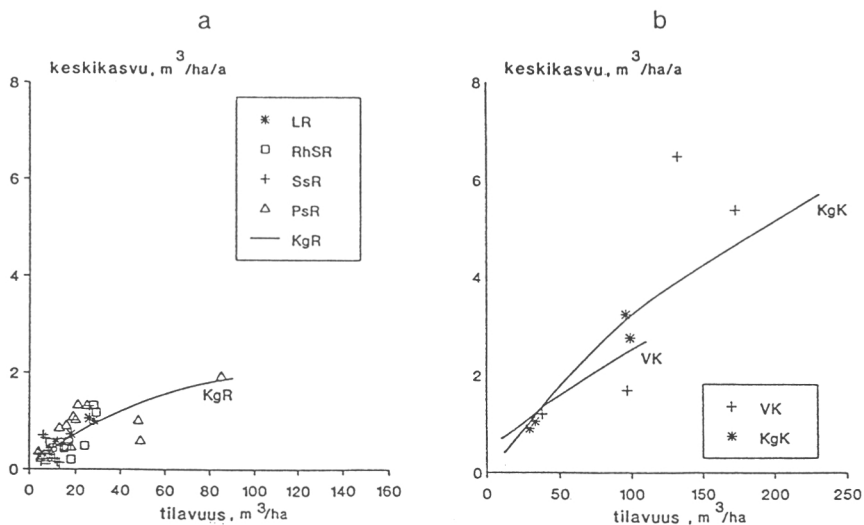 a
keskikasvu, m³/ha/a
8
6
4
2
0
LR
RhSR
SsR
PsR
KgR
KgR
0 20 40 60 80 100 120 140 160
tilavuus, m³/ha
b
keskikasvu, m³/ha/a
8
6
4
2
0
KgK
VK
VK
KgK
0 50 100 150 200 250
tilavuus, m³/ha